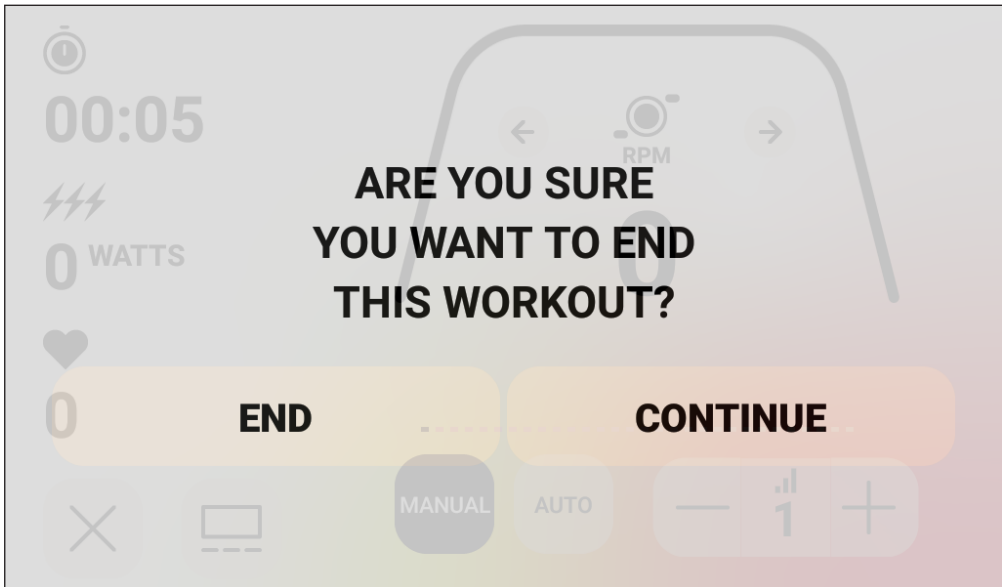 00:05
RPM
0
WATTS
0
0
ARE YOU SURE
YOU WANT TO END
THIS WORKOUT?
END
CONTINUE
MANUAL
AUTO
1